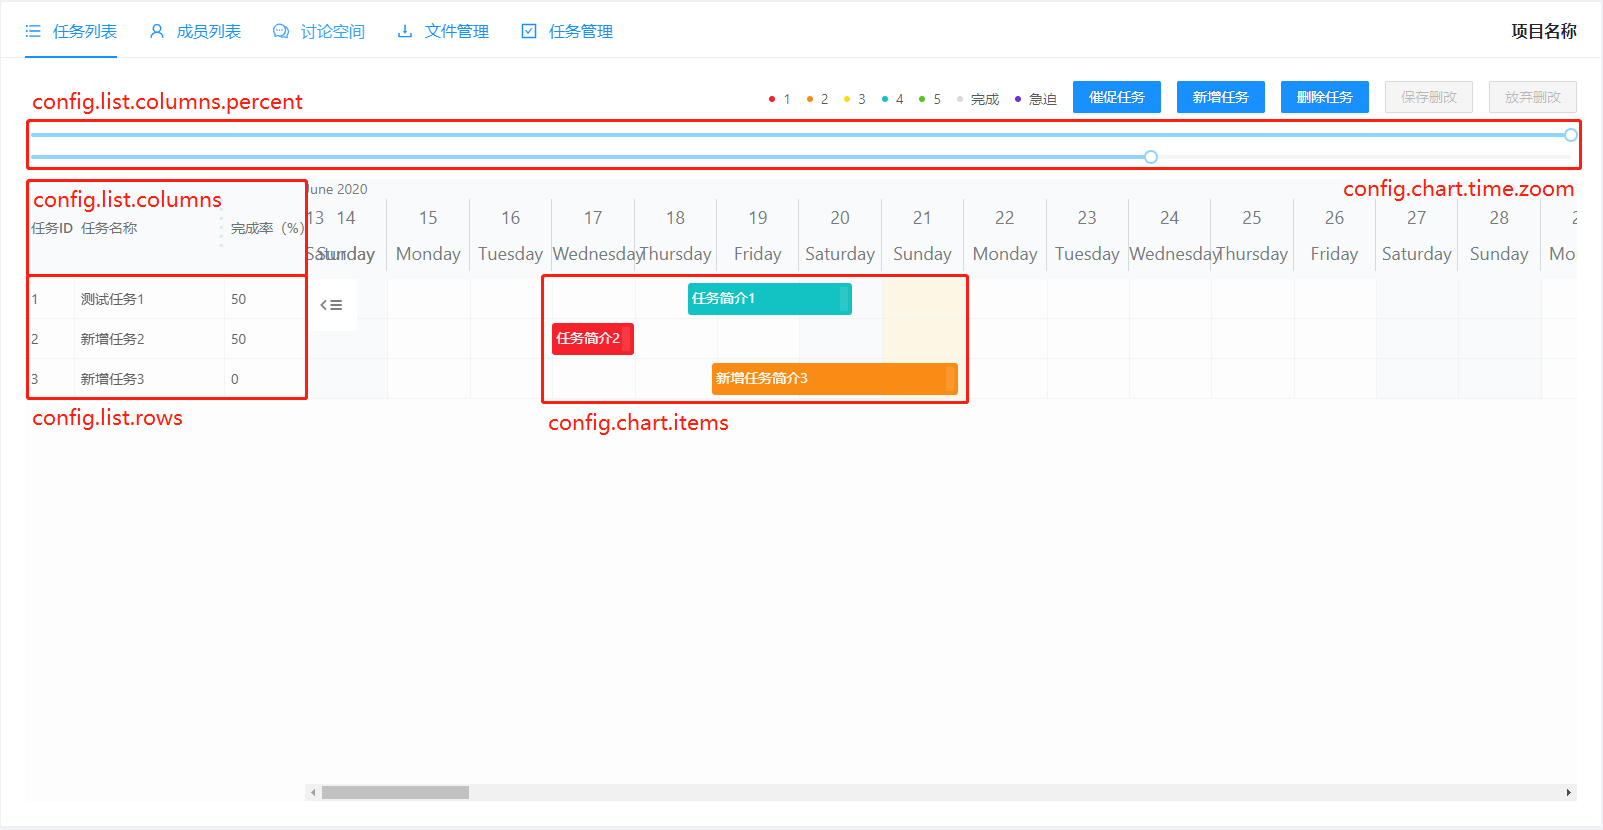 任务列表 成员列表 讨论空间 文件管理 任务管理 项目名称
config.list.columns.percent
1 2 3 4 5 完成 急迫 催促任务 新增任务 删除任务 保存删改 放弃删改
config.chart.time.zoom
config.list.columns
June 2020
任务ID 任务名称 完成率 (%)
13 14 15 16 17 18 19 20 21 22 23 24 25 26 27 28
Saturday Sunday Monday Tuesday Wednesday Thursday Friday Saturday Sunday Monday Tuesday Wednesday Thursday Friday Saturday Sunday Mo
1 测试任务1 50 任务简介1
2 新增任务2 50 任务简介2
3 新增任务3 0 新增任务简介3
config.list.rows
config.chart.items